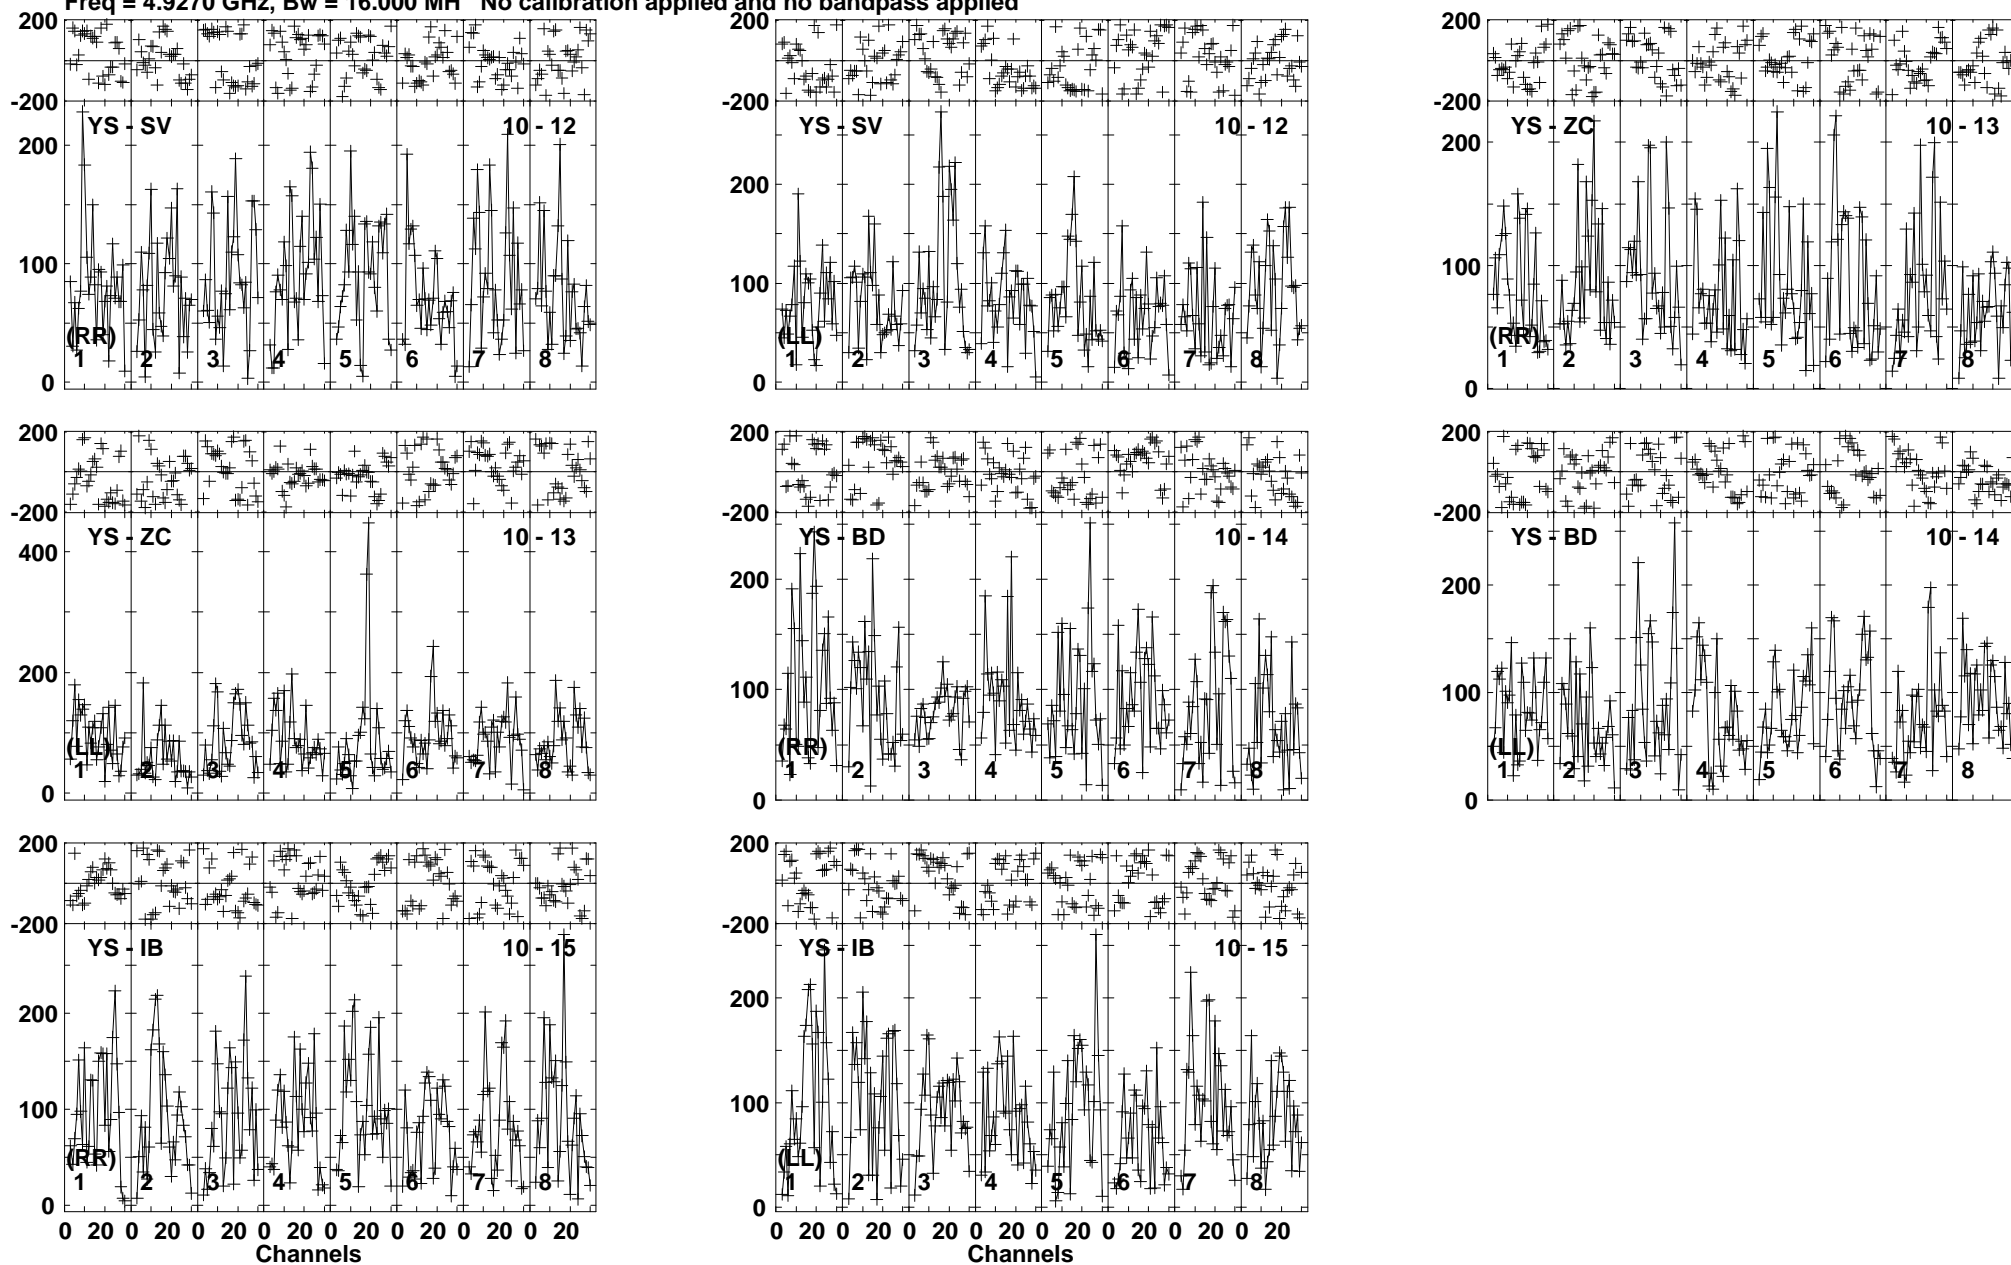 Freq = 4.9270 GHz, Bw = 16.000 MH No calibration applied and no bandpass applied
200
-200
YS - SV 10 - 12
200
100
0
(RR)
1 2 3 4 5 6 7 8
200
-200
YS - SV 10 - 12
200
100
0
(LL)
1 2 3 4 5 6 7 8
200
-200
YS - ZC 10 - 13
200
100
0
(RR)
1 2 3 4 5 6 7 8
200
-200
YS - ZC 10 - 13
400
200
0
(LL)
1 2 3 4 5 6 7 8
200
-200
YS - BD 10 - 14
200
100
0
(RR)
1 2 3 4 5 6 7 8
200
-200
YS - BD 10 - 14
200
100
0
(LL)
1 2 3 4 5 6 7 8
200
-200
YS - IB 10 - 15
200
100
0
(RR)
1 2 3 4 5 6 7 8
0 20 0 20 0 20 0 20 0 20 0 20 0 20 0 20
Channels
200
-200
YS - IB 10 - 15
200
100
0
(LL)
1 2 3 4 5 6 7 8
0 20 0 20 0 20 0 20 0 20 0 20 0 20 0 20
Channels